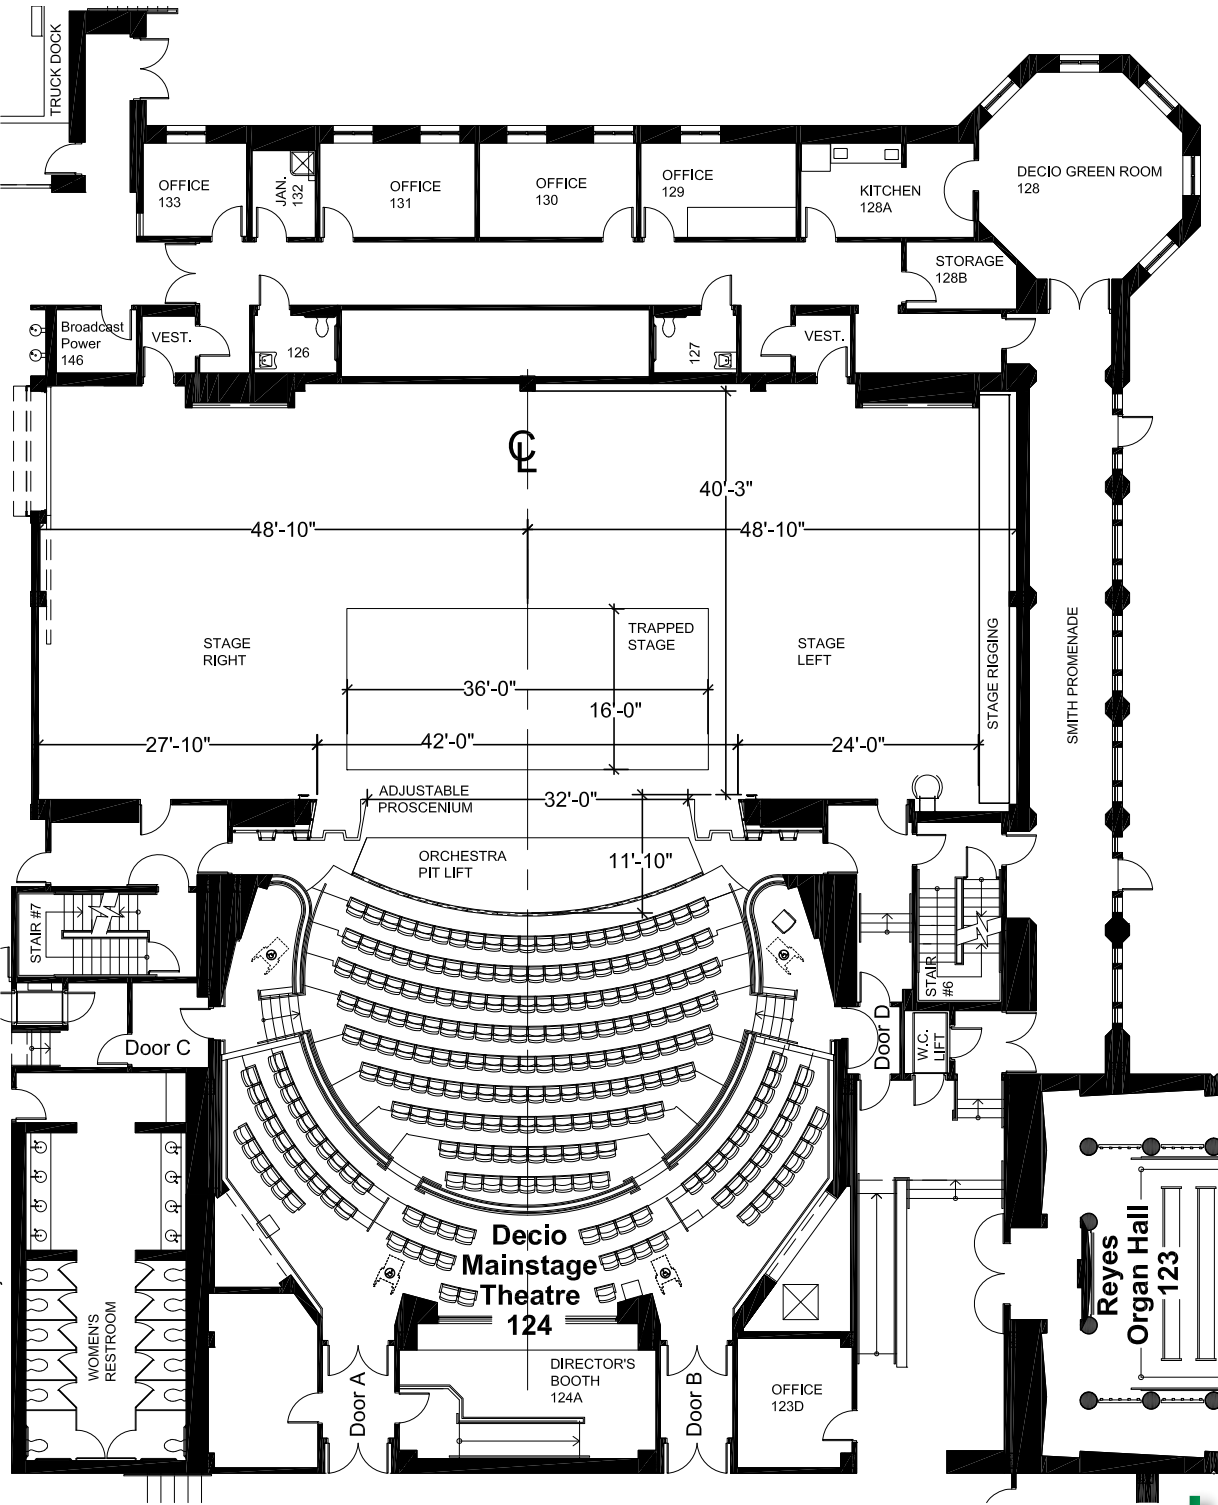 TRUCK DOCK
OFFICE
133
JAN.
132
OFFICE
131
OFFICE
130
OFFICE
129
KITCHEN
128A
DECIO GREEN ROOM
128
STORAGE
128B
Broadcast
Power
146
VEST.
126
127
VEST.
CL
40'-3"
48'-10"
48'-10"
STAGE
RIGHT
TRAPPED
STAGE
STAGE
LEFT
STAGE RIGGING
SMITH PROMENADE
36'-0"
16'-0"
27'-10"
42'-0"
24'-0"
ADJUSTABLE
PROSCENIUM
32'-0"
ORCHESTRA
PIT LIFT
11'-10"
STAIR #7
STAIR
#6
Door C
Door D
W.C.
LIFT
Decio
Mainstage
Theatre
124
Reyes
Organ Hall
123
WOMEN'S
RESTROOM
Door A
DIRECTOR'S
BOOTH
124A
Door B
OFFICE
123D